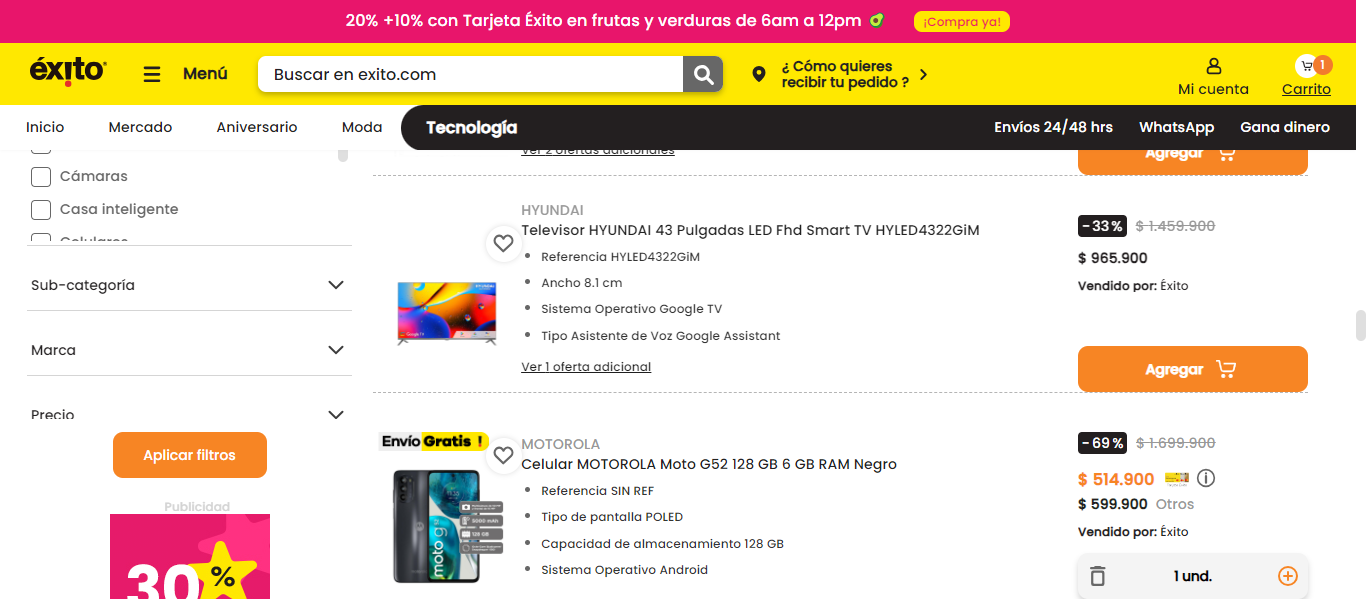 20% +10% con Tarjeta Éxito en frutas y verduras de 6am a 12pm
¡Compra ya!
éxito
Menú
Buscar en exito.com
¿ Cómo quieres
recibir tu pedido ?
Mi cuenta
1
Carrito
Inicio
Mercado
Aniversario
Moda
Tecnología
Envíos 24/48 hrs
WhatsApp
Gana dinero
Cámaras
Casa inteligente
Celulares
Sub-categoría
Marca
Precio
Aplicar filtros
Publicidad
30%
Ver 2 ofertas adicionales
Agregar
HYUNDAI
Televisor HYUNDAI 43 Pulgadas LED Fhd Smart TV HYLED4322GiM
Referencia HYLED4322GiM
Ancho 8.1 cm
Sistema Operativo Google TV
Tipo Asistente de Voz Google Assistant
Ver 1 oferta adicional
-33%
$ 1.459.900
$ 965.900
Vendido por: Éxito
Agregar
Envío Gratis !
moto g
5000 mAh
128 GB
MOTOROLA
Celular MOTOROLA Moto G52 128 GB 6 GB RAM Negro
Referencia SIN REF
Tipo de pantalla POLED
Capacidad de almacenamiento 128 GB
Sistema Operativo Android
-69%
$ 1.699.900
$ 514.900
$ 599.900 Otros
Vendido por: Éxito
1 und.